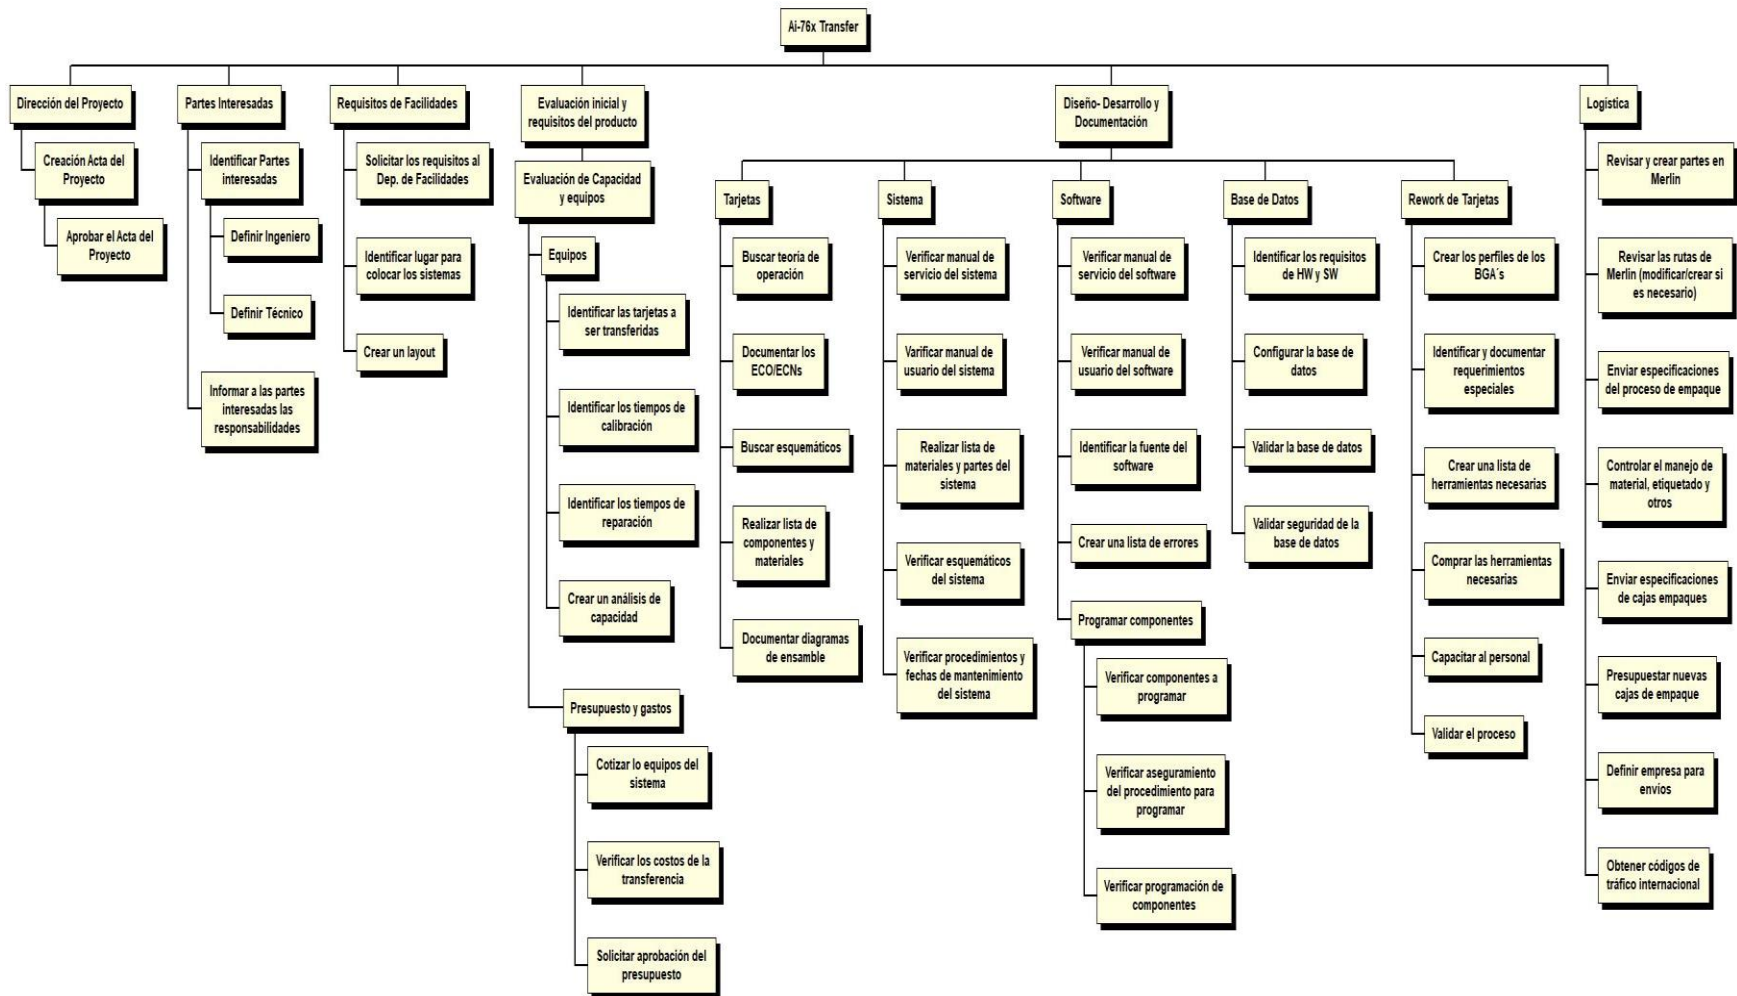 Ai-76x Transfer
Dirección del Proyecto
Creación Acta del
Proyecto
Aprobar el Acta del
Proyecto
Partes Interesadas
Identificar Partes
interesadas
Definir Ingeniero
Definir Técnico
Informar a las partes
interesadas las
responsabilidades
Requisitos de Facilidades
Solicitar los requisitos al
Dep. de Facilidades
Identificar lugar para
colocar los sistemas
Crear un layout
Evaluación inicial y
requisitos del producto
Evaluación de Capacidad
y equipos
Equipos
Identificar las tarjetas a
ser transferidas
Identificar los tiempos de
calibración
Identificar los tiempos de
reparación
Crear un análisis de
capacidad
Presupuesto y gastos
Cotizar lo equipos del
sistema
Verificar los costos de la
transferencia
Solicitar aprobación del
presupuesto
Diseño- Desarrollo y
Documentación
Tarjetas
Buscar teoría de
operación
Documentar los
ECO/ECNs
Buscar esquemáticos
Realizar lista de
componentes y
materiales
Documentar diagramas
de ensamble
Sistema
Verificar manual de
servicio del sistema
Varificar manual de
usuario del sistema
Realizar lista de
materiales y partes del
sistema
Verificar esquemáticos
del sistema
Verificar procedimientos y
fechas de mantenimiento
del sistema
Software
Verificar manual de
servicio del software
Verificar manual de
usuario del software
Identificar la fuente del
software
Crear una lista de errores
Programar componentes
Verificar componentes a
programar
Verificar aseguramiento
del procedimiento para
programar
Verificar programación de
componentes
Base de Datos
Identificar los requisitos
de HW y SW
Configurar la base de
datos
Validar la base de datos
Validar seguridad de la
base de datos
Rework de Tarjetas
Crear los perfiles de los
BGA´s
Identificar y documentar
requerimientos
especiales
Crear una lista de
herramientas necesarias
Comprar las herramientas
necesarias
Capacitar al personal
Validar el proceso
Logística
Revisar y crear partes en
Merlin
Revisar las rutas de
Merlin (modificar/crear si
es necesario)
Enviar especificaciones
del proceso de empaque
Controlar el manejo de
material, etiquetado y
otros
Enviar especificaciones
de cajas empaques
Presupuestar nuevas
cajas de empaque
Definir empresa para
envíos
Obtener códigos de
tráfico internacional